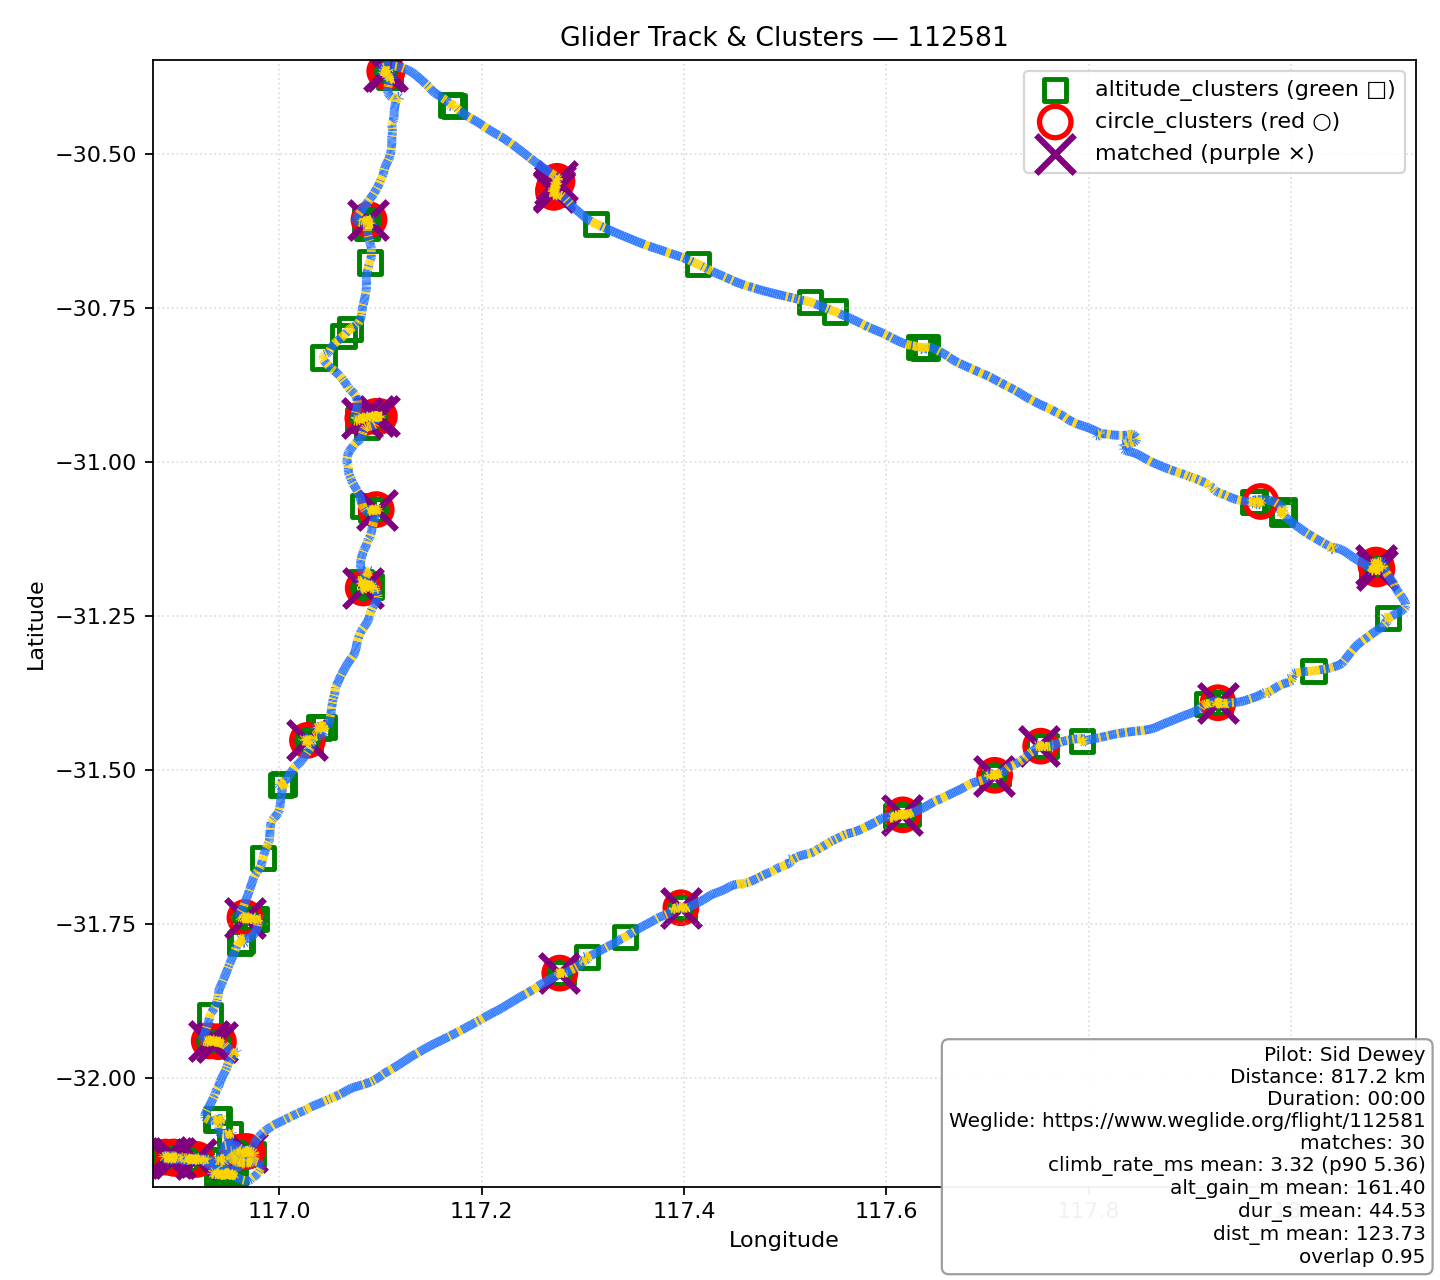 Glider Track & Clusters — 112581
altitude_clusters (green □)
circle_clusters (red ○)
matched (purple ×)
−30.50
−30.75
−31.00
−31.25
−31.50
−31.75
−32.00
Latitude
117.0
117.2
117.4
117.6
117.8
Longitude
Pilot: Sid Dewey
Distance: 817.2 km
Duration: 00:00
Weglide: https://www.weglide.org/flight/112581
matches: 30
climb_rate_ms mean: 3.32 (p90 5.36)
alt_gain_m mean: 161.40
dur_s mean: 44.53
dist_m mean: 123.73
overlap 0.95